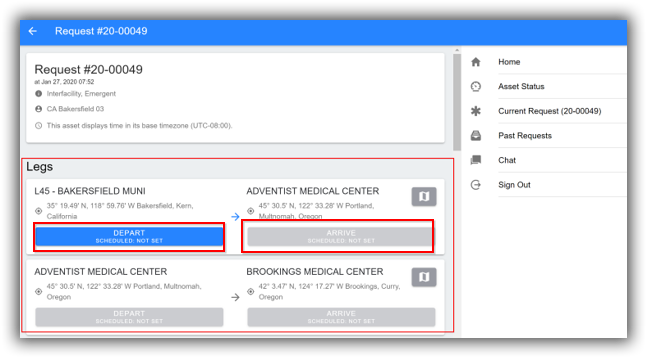 Request #20-00049
Request #20-00049
at Jan 27, 2020 07:52
Interfacility, Emergent
CA Bakersfield 03
This asset displays time in its base timezone (UTC-08:00).
Legs
L45 - BAKERSFIELD MUNI
35° 19.49' N, 118° 59.76' W Bakersfield, Kern,
California
DEPART
SCHEDULED: NOT SET
ADVENTIST MEDICAL CENTER
45° 30.5' N, 122° 33.28' W Portland,
Multnomah, Oregon
ARRIVE
SCHEDULED: NOT SET
ADVENTIST MEDICAL CENTER
45° 30.5' N, 122° 33.28' W Portland, Multnomah,
Oregon
DEPART
SCHEDULED: NOT SET
BROOKINGS MEDICAL CENTER
42° 3.47' N, 124° 17.27' W Brookings, Curry,
Oregon
ARRIVE
SCHEDULED: NOT SET
Home
Asset Status
Current Request (20-00049)
Past Requests
Chat
Sign Out